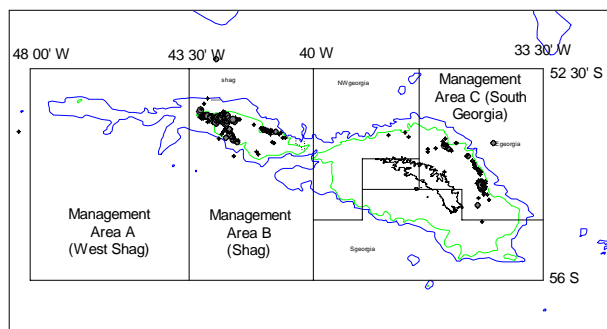 48 00' W
43 30' W
40 W
33 30' W
52 30' S
shag
NWgeorgia
Management
Area C (South
Georgia)
Egeorgia
Management
Area A
(West Shag)
Management
Area B
(Shag)
Sgeorgia
56 S